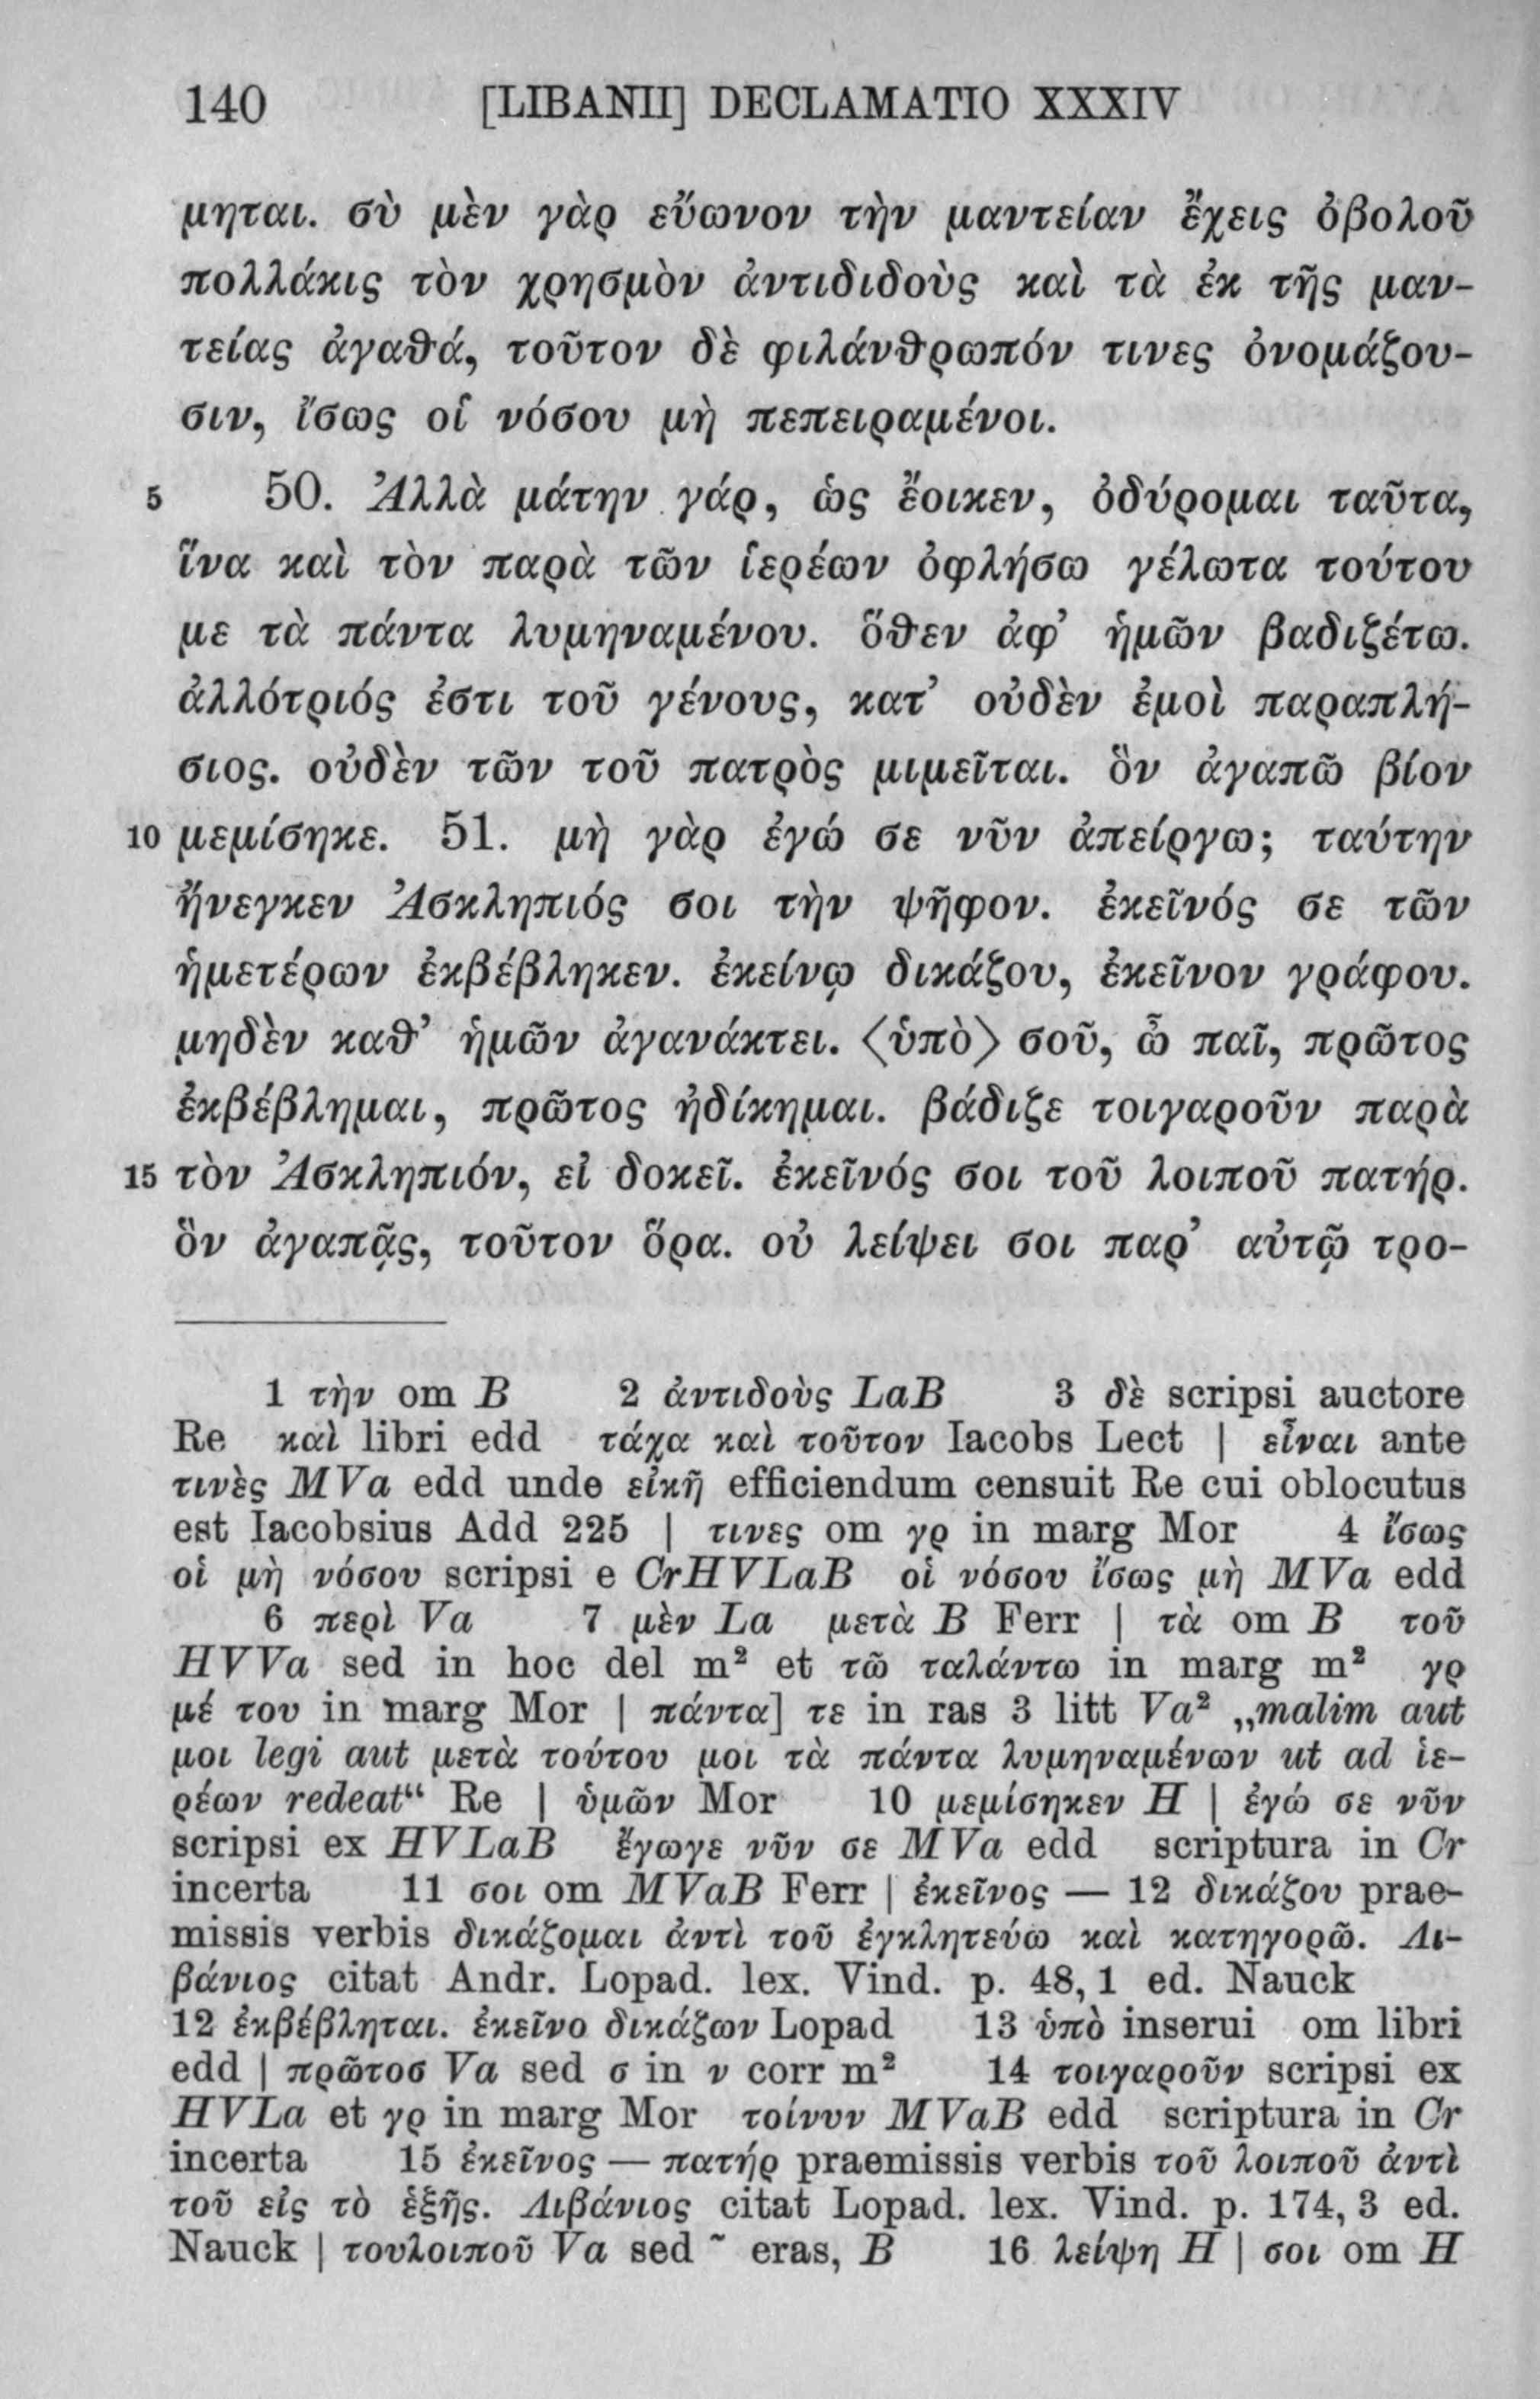 140 [LIBANII] DECLAMATIO XXXIV
μηται. σὺ μὲν γὰρ εὔωνον τὴν μαντείαν ἔχεις ὀβολοῦ
πολλάκις τὸν χρησμὸν ἀντιδιδοὺς καὶ τὰ ἐκ τῆς μαν-
τείας ἀγαθά, τοῦτον δὲ φιλάνθρωπόν τινες ὀνομάζου-
σιν, ἴσως οἱ νόσου μὴ πεπειραμένοι.
5 50. Ἀλλὰ μάτην γάρ, ὡς ἔοικεν, ὀδύρομαι ταῦτα,
ἵνα καὶ τὸν παρὰ τῶν ἱερέων ὀφλήσω γέλωτα τούτου
με τὰ πάντα λυμηναμένου. ὅθεν ἀφ' ἡμῶν βαδιζέτω.
ἀλλότριός ἐστι τοῦ γένους, κατ' οὐδὲν ἐμοὶ παραπλή-
σιος. οὐδὲν τῶν τοῦ πατρὸς μιμεῖται. ὃν ἀγαπῶ βίον
10 μεμίσηκε. 51. μὴ γὰρ ἐγώ σε νῦν ἀπείργω; ταύτην
ἤνεγκεν Ἀσκληπιός σοι τὴν ψῆφον. ἐκεῖνός σε τῶν
ἡμετέρων ἐκβέβληκεν. ἐκείνῳ δικάζου, ἐκεῖνον γράφου.
μηδὲν καθ' ἡμῶν ἀγανάκτει. ⟨ὑπὸ⟩ σοῦ, ὦ παῖ, πρῶτος
ἐκβέβλημαι, πρῶτος ἠδίκημαι. βάδιζε τοιγαροῦν παρὰ
15 τὸν Ἀσκληπιόν, εἰ δοκεῖ. ἐκεῖνός σοι τοῦ λοιποῦ πατήρ.
ὃν ἀγαπᾷς, τοῦτον ὅρα. οὐ λείψει σοι παρ' αὐτῷ τρο-
1 τὴν om B 2 ἀντιδοὺς LaB 3 δὲ scripsi auctore
Re καὶ libri edd τάχα καὶ τοῦτον Iacobs Lect | εἶναι ante
τινὲς MVa edd unde εἰκῆ efficiendum censuit Re cui oblocutus
est Iacobsius Add 225 | τινες om γρ in marg Mor 4 ἴσως
οἱ μὴ νόσου scripsi e CrHVLaB οἱ νόσου ἴσως μὴ MVa edd
6 περὶ Va 7 μὲν La μετὰ B Ferr | τὰ om B τοῦ
HVVa sed in hoc del m² et τῶ ταλάντω in marg m² γρ
μέ του in marg Mor | πάντα] τε in ras 3 litt Va² „malim aut
μοι legi aut μετὰ τούτου μοι τὰ πάντα λυμηναμένων ut ad ἱε-
ρέων redeat“ Re | ὑμῶν Mor 10 μεμίσηκεν H | ἐγώ σε νῦν
scripsi ex HVLaB ἔγωγε νῦν σε MVa edd scriptura in Cr
incerta 11 σοι om MVaB Ferr | ἐκεῖνος — 12 δικάζου prae-
missis verbis δικάζομαι ἀντὶ τοῦ ἐγκλητεύω καὶ κατηγορῶ. Λι-
βάνιος citat Andr. Lopad. lex. Vind. p. 48, 1 ed. Nauck
12 ἐκβέβληται. ἐκεῖνο δικάζων Lopad 13 ὑπὸ inserui om libri
edd | πρῶτοσ Va sed σ in ν corr m² 14 τοιγαροῦν scripsi ex
HVLa et γρ in marg Mor τοίνυν MVaB edd scriptura in Cr
incerta 15 ἐκεῖνος — πατήρ praemissis verbis τοῦ λοιποῦ ἀντὶ
τοῦ εἰς τὸ ἑξῆς. Λιβάνιος citat Lopad. lex. Vind. p. 174, 3 ed.
Nauck | τουλοιποῦ Va sed ˜ eras, B 16 λείψη H | σοι om H